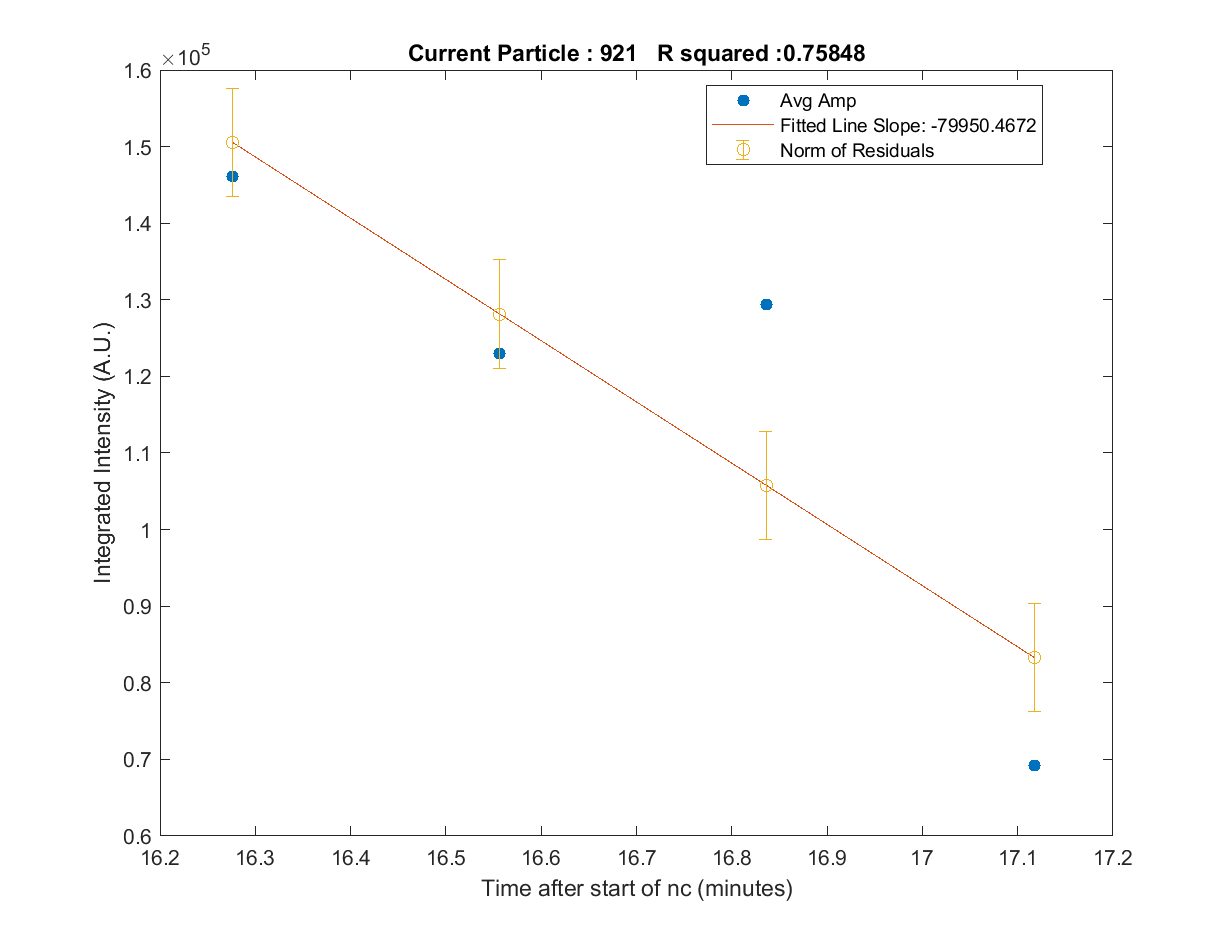 Current Particle : 921 R squared :0.75848
×10^5
Avg Amp
Fitted Line Slope: -79950.4672
Norm of Residuals
1.6
1.5
1.4
1.3
1.2
1.1
1
0.9
0.8
0.7
0.6
Integrated Intensity (A.U.)
16.2 16.3 16.4 16.5 16.6 16.7 16.8 16.9 17 17.1 17.2
Time after start of nc (minutes)